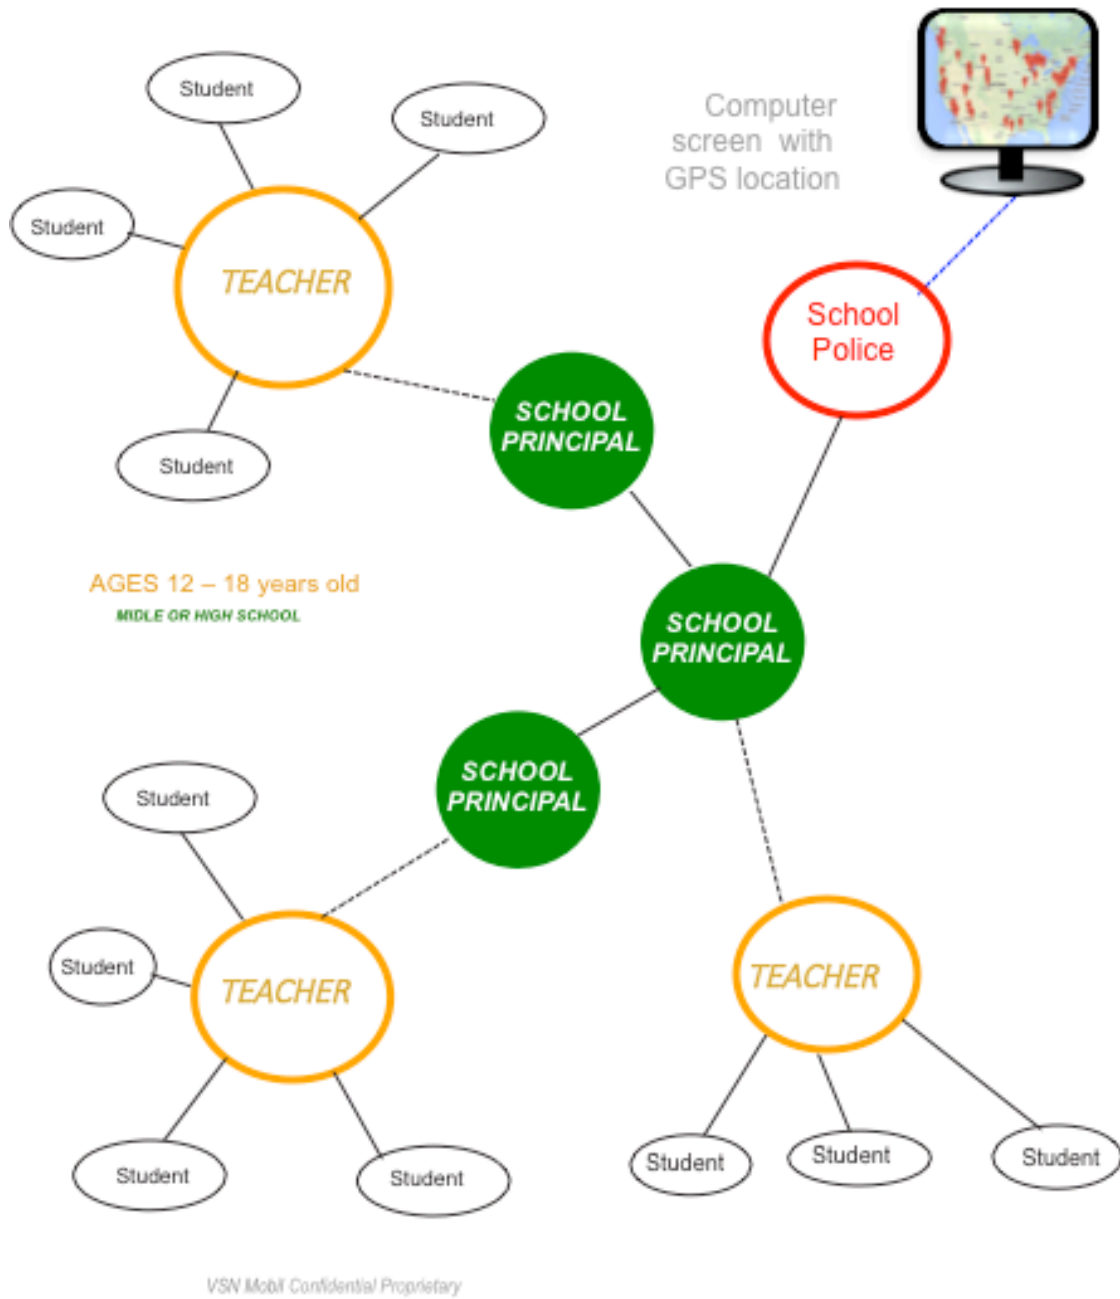 Student
Student
Computer
screen with
GPS location
Student
TEACHER
School
Police
SCHOOL
PRINCIPAL
Student
AGES 12 – 18 years old
MIDLE OR HIGH SCHOOL
SCHOOL
PRINCIPAL
SCHOOL
PRINCIPAL
Student
Student
TEACHER
TEACHER
Student
Student
Student
Student
Student
VSN Mobil Confidential Proprietary